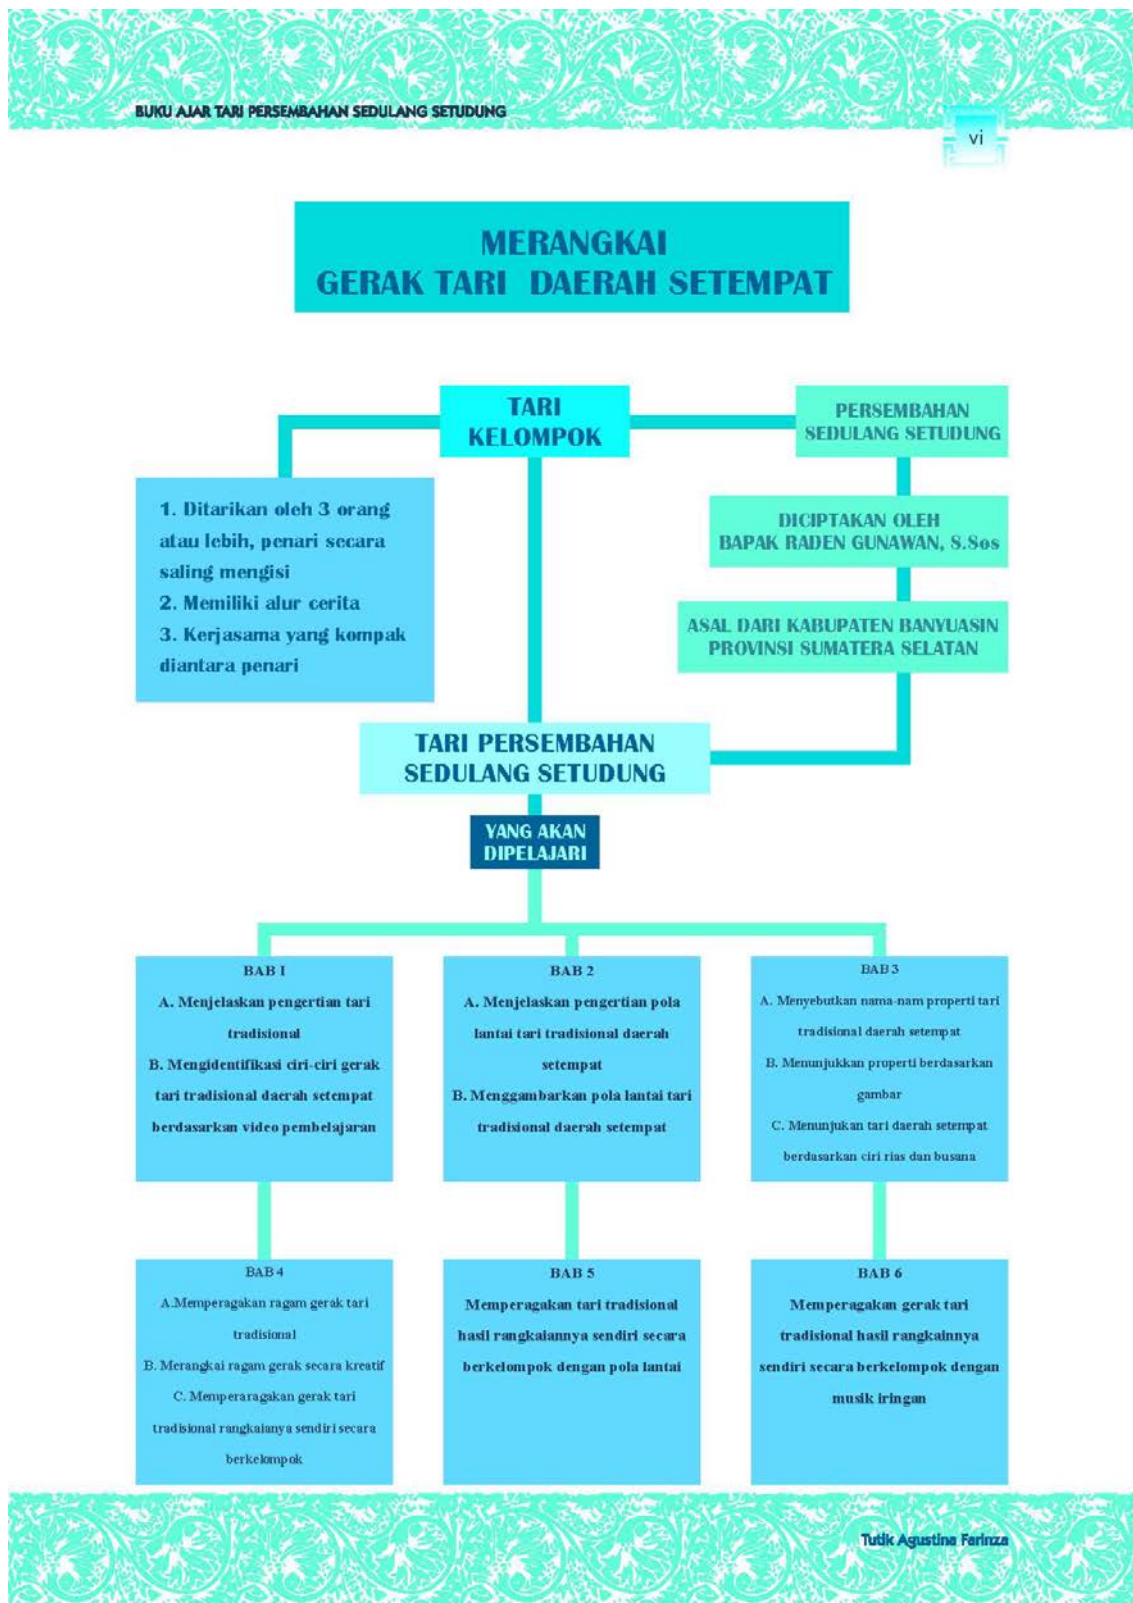 BUKU AJAR TARI PERSEMBAHAN SEDULANG SETUDUNG
vi
MERANGKAI
GERAK TARI DAERAH SETEMPAT
TARI
KELOMPOK
PERSEMBAHAN
SEDULANG SETUDUNG
1. Ditarikan oleh 3 orang
atau lebih, penari secara
saling mengisi
2. Memiliki alur cerita
3. Kerjasama yang kompak
diantara penari
DICIPTAKAN OLEH
BAPAK RADEN GUNAWAN, S.Sos
ASAL DARI KABUPATEN BANYUASIN
PROVINSI SUMATERA SELATAN
TARI PERSEMBAHAN
SEDULANG SETUDUNG
YANG AKAN
DIPELAJARI
BAB I
A. Menjelaskan pengertian tari
tradisional
B. Mengidentifikasi ciri-ciri gerak
tari tradisional daerah setempat
berdasarkan video pembelajaran
BAB 2
A. Menjelaskan pengertian pola
lantai tari tradisional daerah
setempat
B. Menggambarkan pola lantai tari
tradisional daerah setempat
BAB 3
A. Menyebutkan nama-nam properti tari
tradisional daerah setempat
B. Menunjukkan properti berdasarkan
gambar
C. Menunjukan tari daerah setempat
berdasarkan ciri rias dan busana
BAB 4
A.Memperagakan ragam gerak tari
tradisional
B. Merangkai ragam gerak secara kreatif
C. Memperaragakan gerak tari
tradisional rangkaianya sendiri secara
berkelompok
BAB 5
Memperagakan tari tradisional
hasil rangkaiannya sendiri secara
berkelompok dengan pola lantai
BAB 6
Memperagakan gerak tari
tradisional hasil rangkainnya
sendiri secara berkelompok dengan
musik iringan
Tutik Agustina Farinza